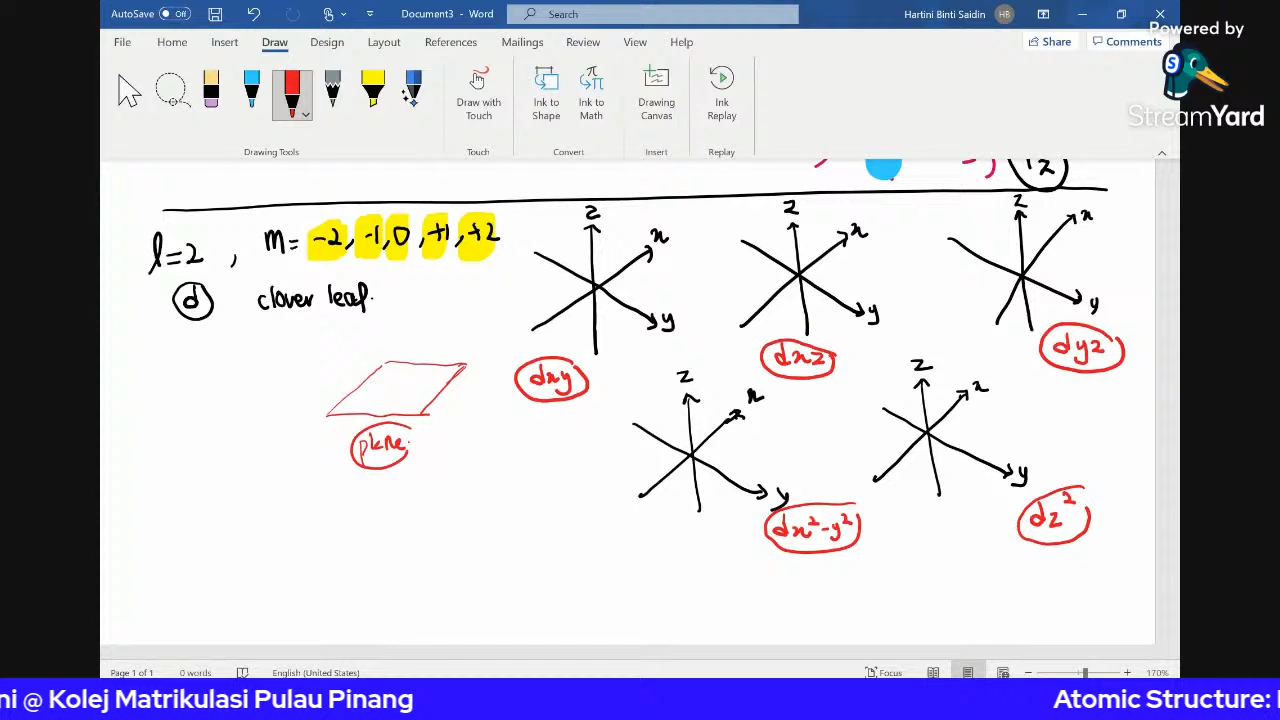 AutoSave Off Document3 - Word Search Hartini Binti Saidin HB
Powered by
StreamYard
File Home Insert Draw Design Layout References Mailings Review View Help Share Comments
Draw with Touch
Ink to Shape
Ink to Math
Drawing Canvas
Ink Replay
Drawing Tools Touch Convert Insert Replay
l=2 , m= -2, -1, 0, +1, +2
d clover leaf.
z x y
dxy
z x y
dxz
z x y
dyz
plane
z x y
dx²-y²
z x y
dz²
Page 1 of 1 0 words English (United States) Focus 170%
ni @ Kolej Matrikulasi Pulau Pinang Atomic Structure: